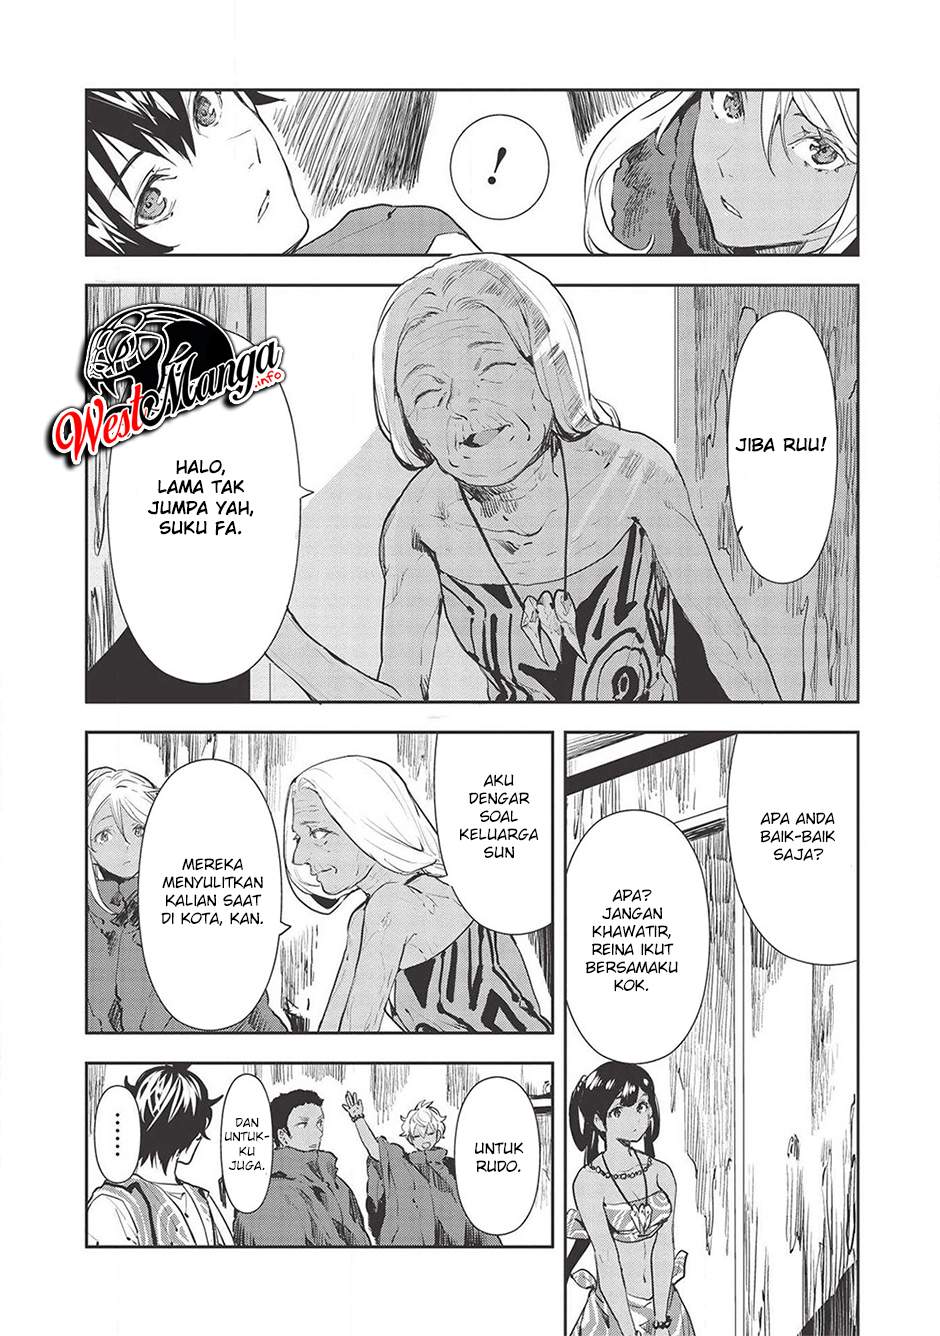 !
JIBA RUU!
HALO,
LAMA TAK
JUMPA YAH,
SUKU FA.
WestManga
.info
APA ANDA
BAIK-BAIK
SAJA?
APA?
JANGAN
KHAWATIR,
REINA IKUT
BERSAMAKU
KOK.
AKU
DENGAR
SOAL
KELUARGA
SUN
MEREKA
MENYULITKAN
KALIAN SAAT
DI KOTA, KAN.
UNTUK
RUDO.
DAN
UNTUK-
KU
JUGA.
......